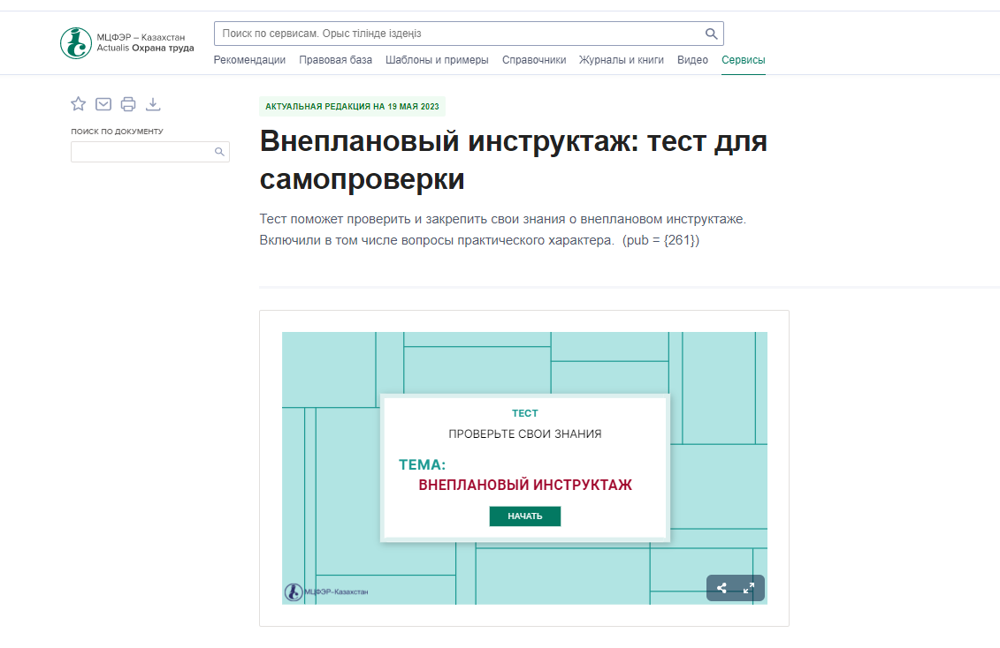 МЦФЭР – Казахстан
Actualis Охрана труда
Поиск по сервисам. Орыс тілінде іздеңіз
Рекомендации Правовая база Шаблоны и примеры Справочники Журналы и книги Видео Сервисы
ПОИСК ПО ДОКУМЕНТУ
АКТУАЛЬНАЯ РЕДАКЦИЯ НА 19 МАЯ 2023
Внеплановый инструктаж: тест для
самопроверки
Тест поможет проверить и закрепить свои знания о внеплановом инструктаже.
Включили в том числе вопросы практического характера. (pub = {261})
ТЕСТ
ПРОВЕРЬТЕ СВОИ ЗНАНИЯ
ТЕМА:
ВНЕПЛАНОВЫЙ ИНСТРУКТАЖ
НАЧАТЬ
МЦФЭР-Казахстан